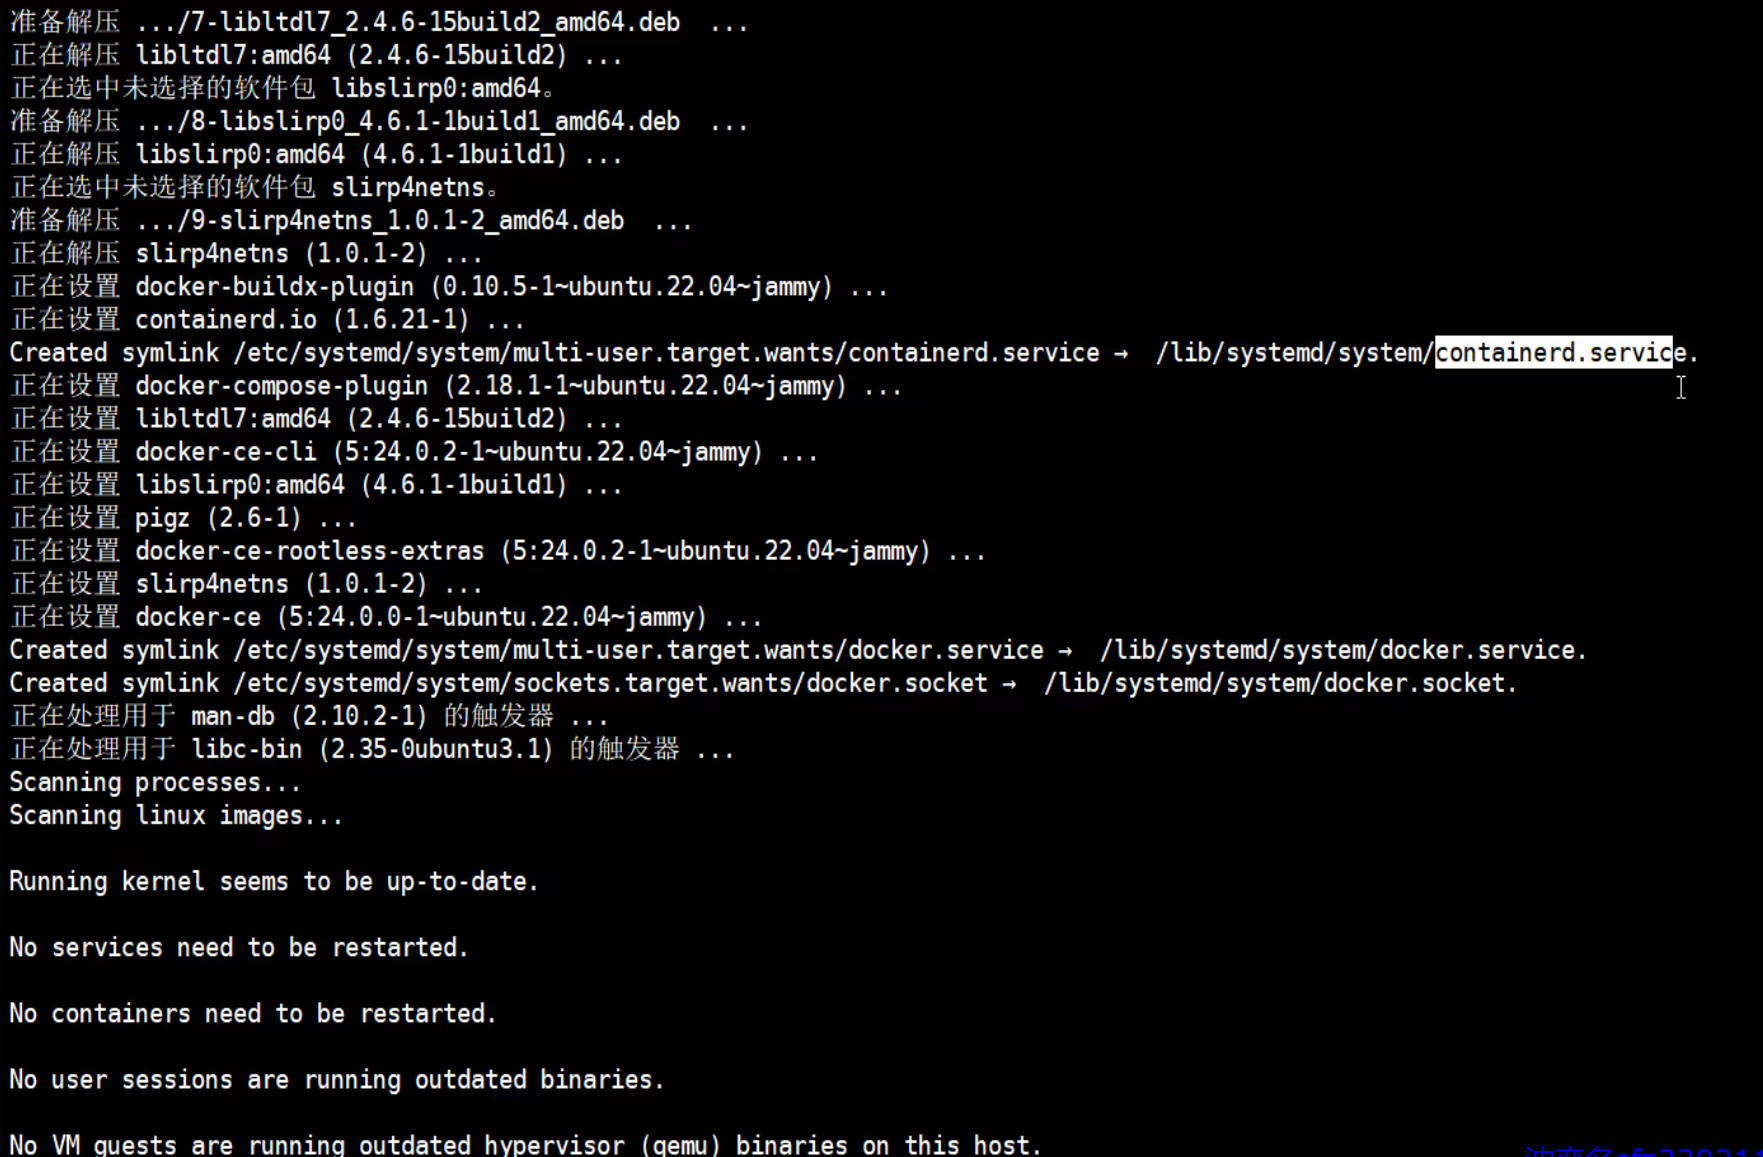 准备解压 .../7-libltdl7_2.4.6-15build2_amd64.deb  ...
正在解压 libltdl7:amd64 (2.4.6-15build2) ...
正在选中未选择的软件包 libslirp0:amd64。
准备解压 .../8-libslirp0_4.6.1-1build1_amd64.deb  ...
正在解压 libslirp0:amd64 (4.6.1-1build1) ...
正在选中未选择的软件包 slirp4netns。
准备解压 .../9-slirp4netns_1.0.1-2_amd64.deb  ...
正在解压 slirp4netns (1.0.1-2) ...
正在设置 docker-buildx-plugin (0.10.5-1~ubuntu.22.04~jammy) ...
正在设置 containerd.io (1.6.21-1) ...
Created symlink /etc/systemd/system/multi-user.target.wants/containerd.service → /lib/systemd/system/containerd.service.
正在设置 docker-compose-plugin (2.18.1-1~ubuntu.22.04~jammy) ...
正在设置 libltdl7:amd64 (2.4.6-15build2) ...
正在设置 docker-ce-cli (5:24.0.2-1~ubuntu.22.04~jammy) ...
正在设置 libslirp0:amd64 (4.6.1-1build1) ...
正在设置 pigz (2.6-1) ...
正在设置 docker-ce-rootless-extras (5:24.0.2-1~ubuntu.22.04~jammy) ...
正在设置 slirp4netns (1.0.1-2) ...
正在设置 docker-ce (5:24.0.0-1~ubuntu.22.04~jammy) ...
Created symlink /etc/systemd/system/multi-user.target.wants/docker.service → /lib/systemd/system/docker.service.
Created symlink /etc/systemd/system/sockets.target.wants/docker.socket → /lib/systemd/system/docker.socket.
正在处理用于 man-db (2.10.2-1) 的触发器 ...
正在处理用于 libc-bin (2.35-0ubuntu3.1) 的触发器 ...
Scanning processes...
Scanning linux images...
Running kernel seems to be up-to-date.
No services need to be restarted.
No containers need to be restarted.
No user sessions are running outdated binaries.
No VM guests are running outdated hypervisor (qemu) binaries on this host.